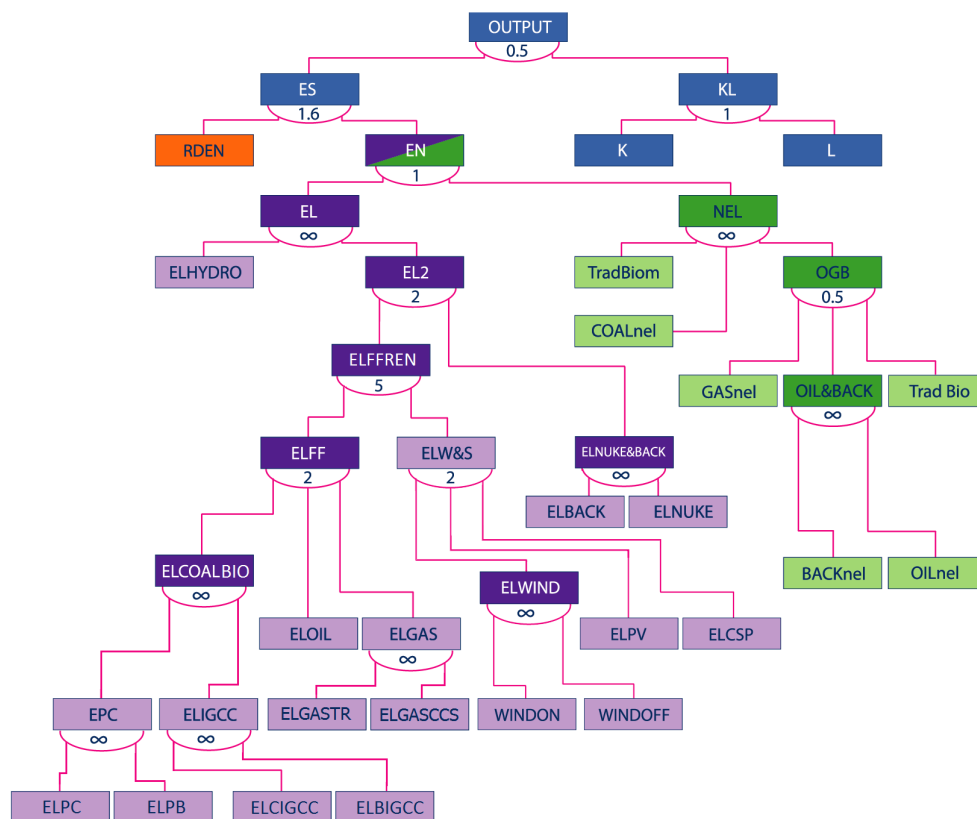 OUTPUT
0.5
ES
KL
1.6
1
RDEN
EN
K
L
1
EL
NEL
∞
∞
ELHYDRO
EL2
TradBiom
OGB
2
0.5
COALnel
ELFFREN
5
GASnel
OIL&BACK
Trad Bio
∞
ELFF
ELW&S
ELNUKE&BACK
2
2
∞
ELBACK
ELNUKE
ELCOALBIO
∞
ELWIND
∞
BACKnel
OILnel
ELOIL
ELGAS
∞
ELPV
ELCSP
EPC
∞
ELIGCC
∞
ELGASTR
ELGASCCS
WINDON
WINDOFF
ELPC
ELPB
ELCIGCC
ELBIGCC